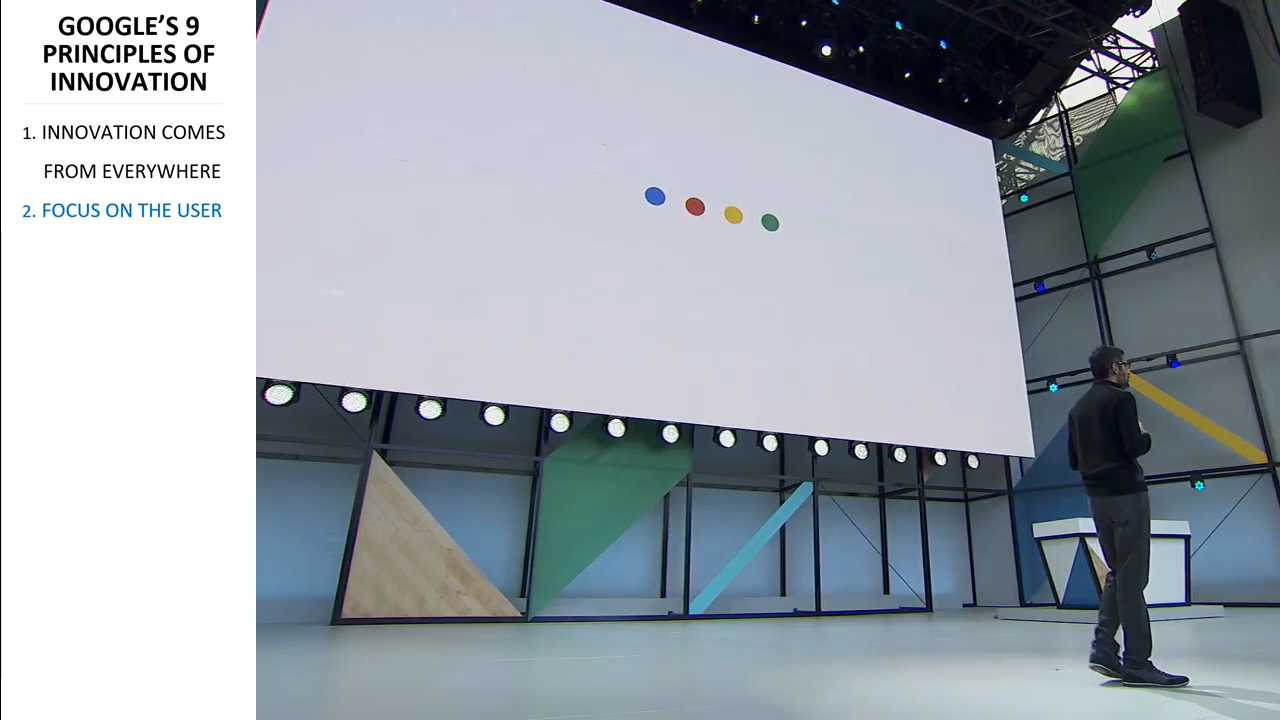 GOOGLE’S 9
PRINCIPLES OF
INNOVATION
1. INNOVATION COMES
FROM EVERYWHERE
2. FOCUS ON THE USER